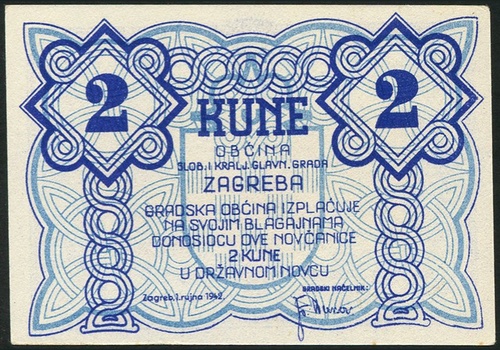 2 2
KUNE
OBĆINA
SLOB. I KRALJ. GLAVN. GRADA
ZAGREBA
GRADSKA OBĆINA IZPLAĆUJE
NA SVOJIM BLAGAJNAMA
DONOSIOCU OVE NOVČANICE
2 KUNE
U DRŽAVNOM NOVCU
Zagreb, 1. rujna 1942.
GRADSKI NAČELNIK: